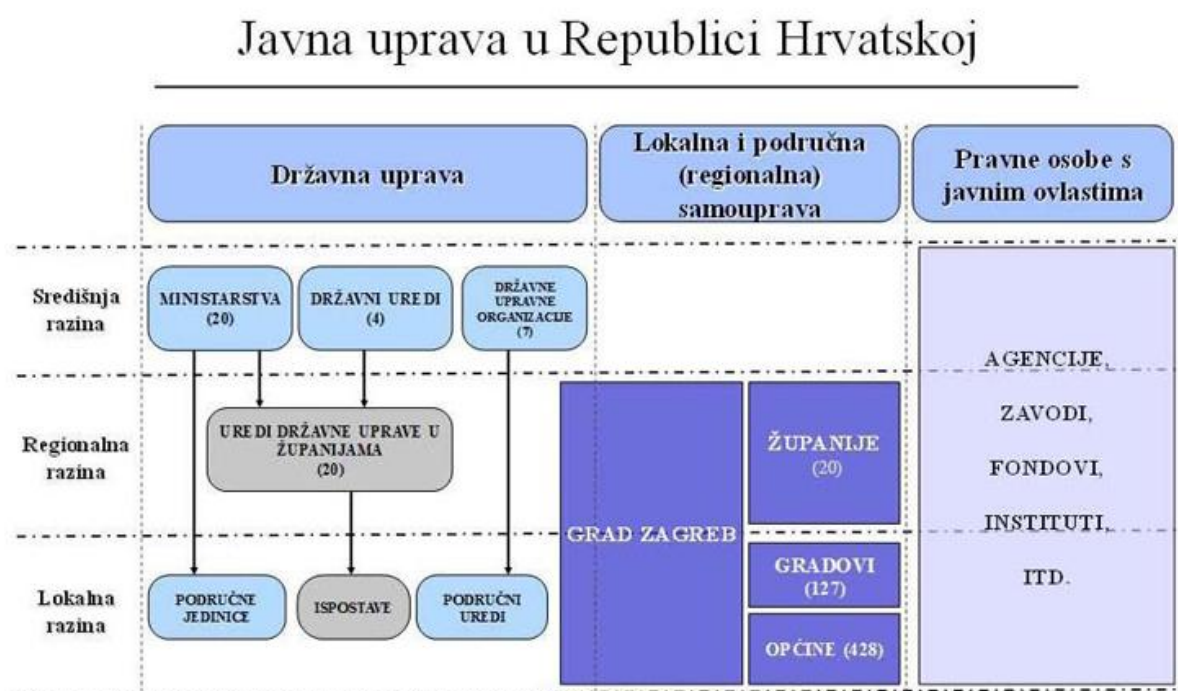 Javna uprava u Republici Hrvatskoj
Državna uprava
Lokalna i područna
(regionalna)
samouprava
Pravne osobe s
javnim ovlastima
Središnja
razina
MINISTARSTVA
(20)
DRŽAVNI UREDI
(4)
DRŽAVNE
UPRAVNE
ORGANIZACIJE
(7)
Regionalna
razina
UREDI DRŽAVNE UPRAVE U
ŽUPANIJAMA
(20)
GRAD ZAGREB
ŽUPANIJE
(20)
Lokalna
razina
PODRUČNE
JEDINICE
ISPOSTAVE
PODRUČNI
UREDI
GRADOVI
(127)
OPĆINE (428)
AGENCIJE,
ZAVODI,
FONDOVI,
INSTITUTI,
ITD.